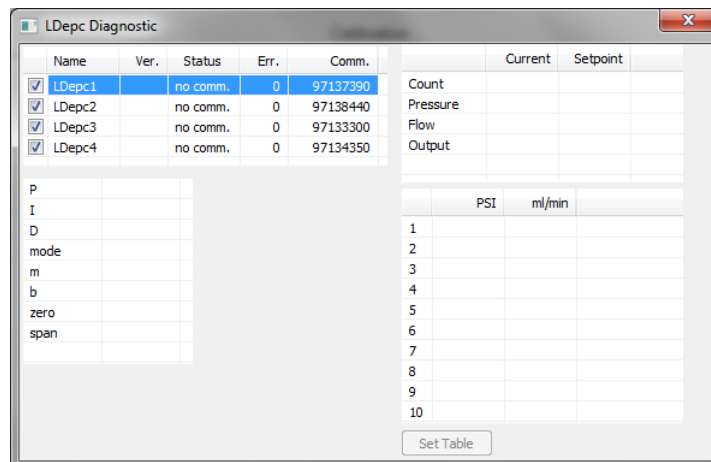 LDepc Diagnostic
Name Ver. Status Err. Comm.
LDepc1 no comm. 0 97137390
LDepc2 no comm. 0 97138440
LDepc3 no comm. 0 97133300
LDepc4 no comm. 0 97134350
P
I
D
mode
m
b
zero
span
Current Setpoint
Count
Pressure
Flow
Output
PSI ml/min
1
2
3
4
5
6
7
8
9
10
Set Table